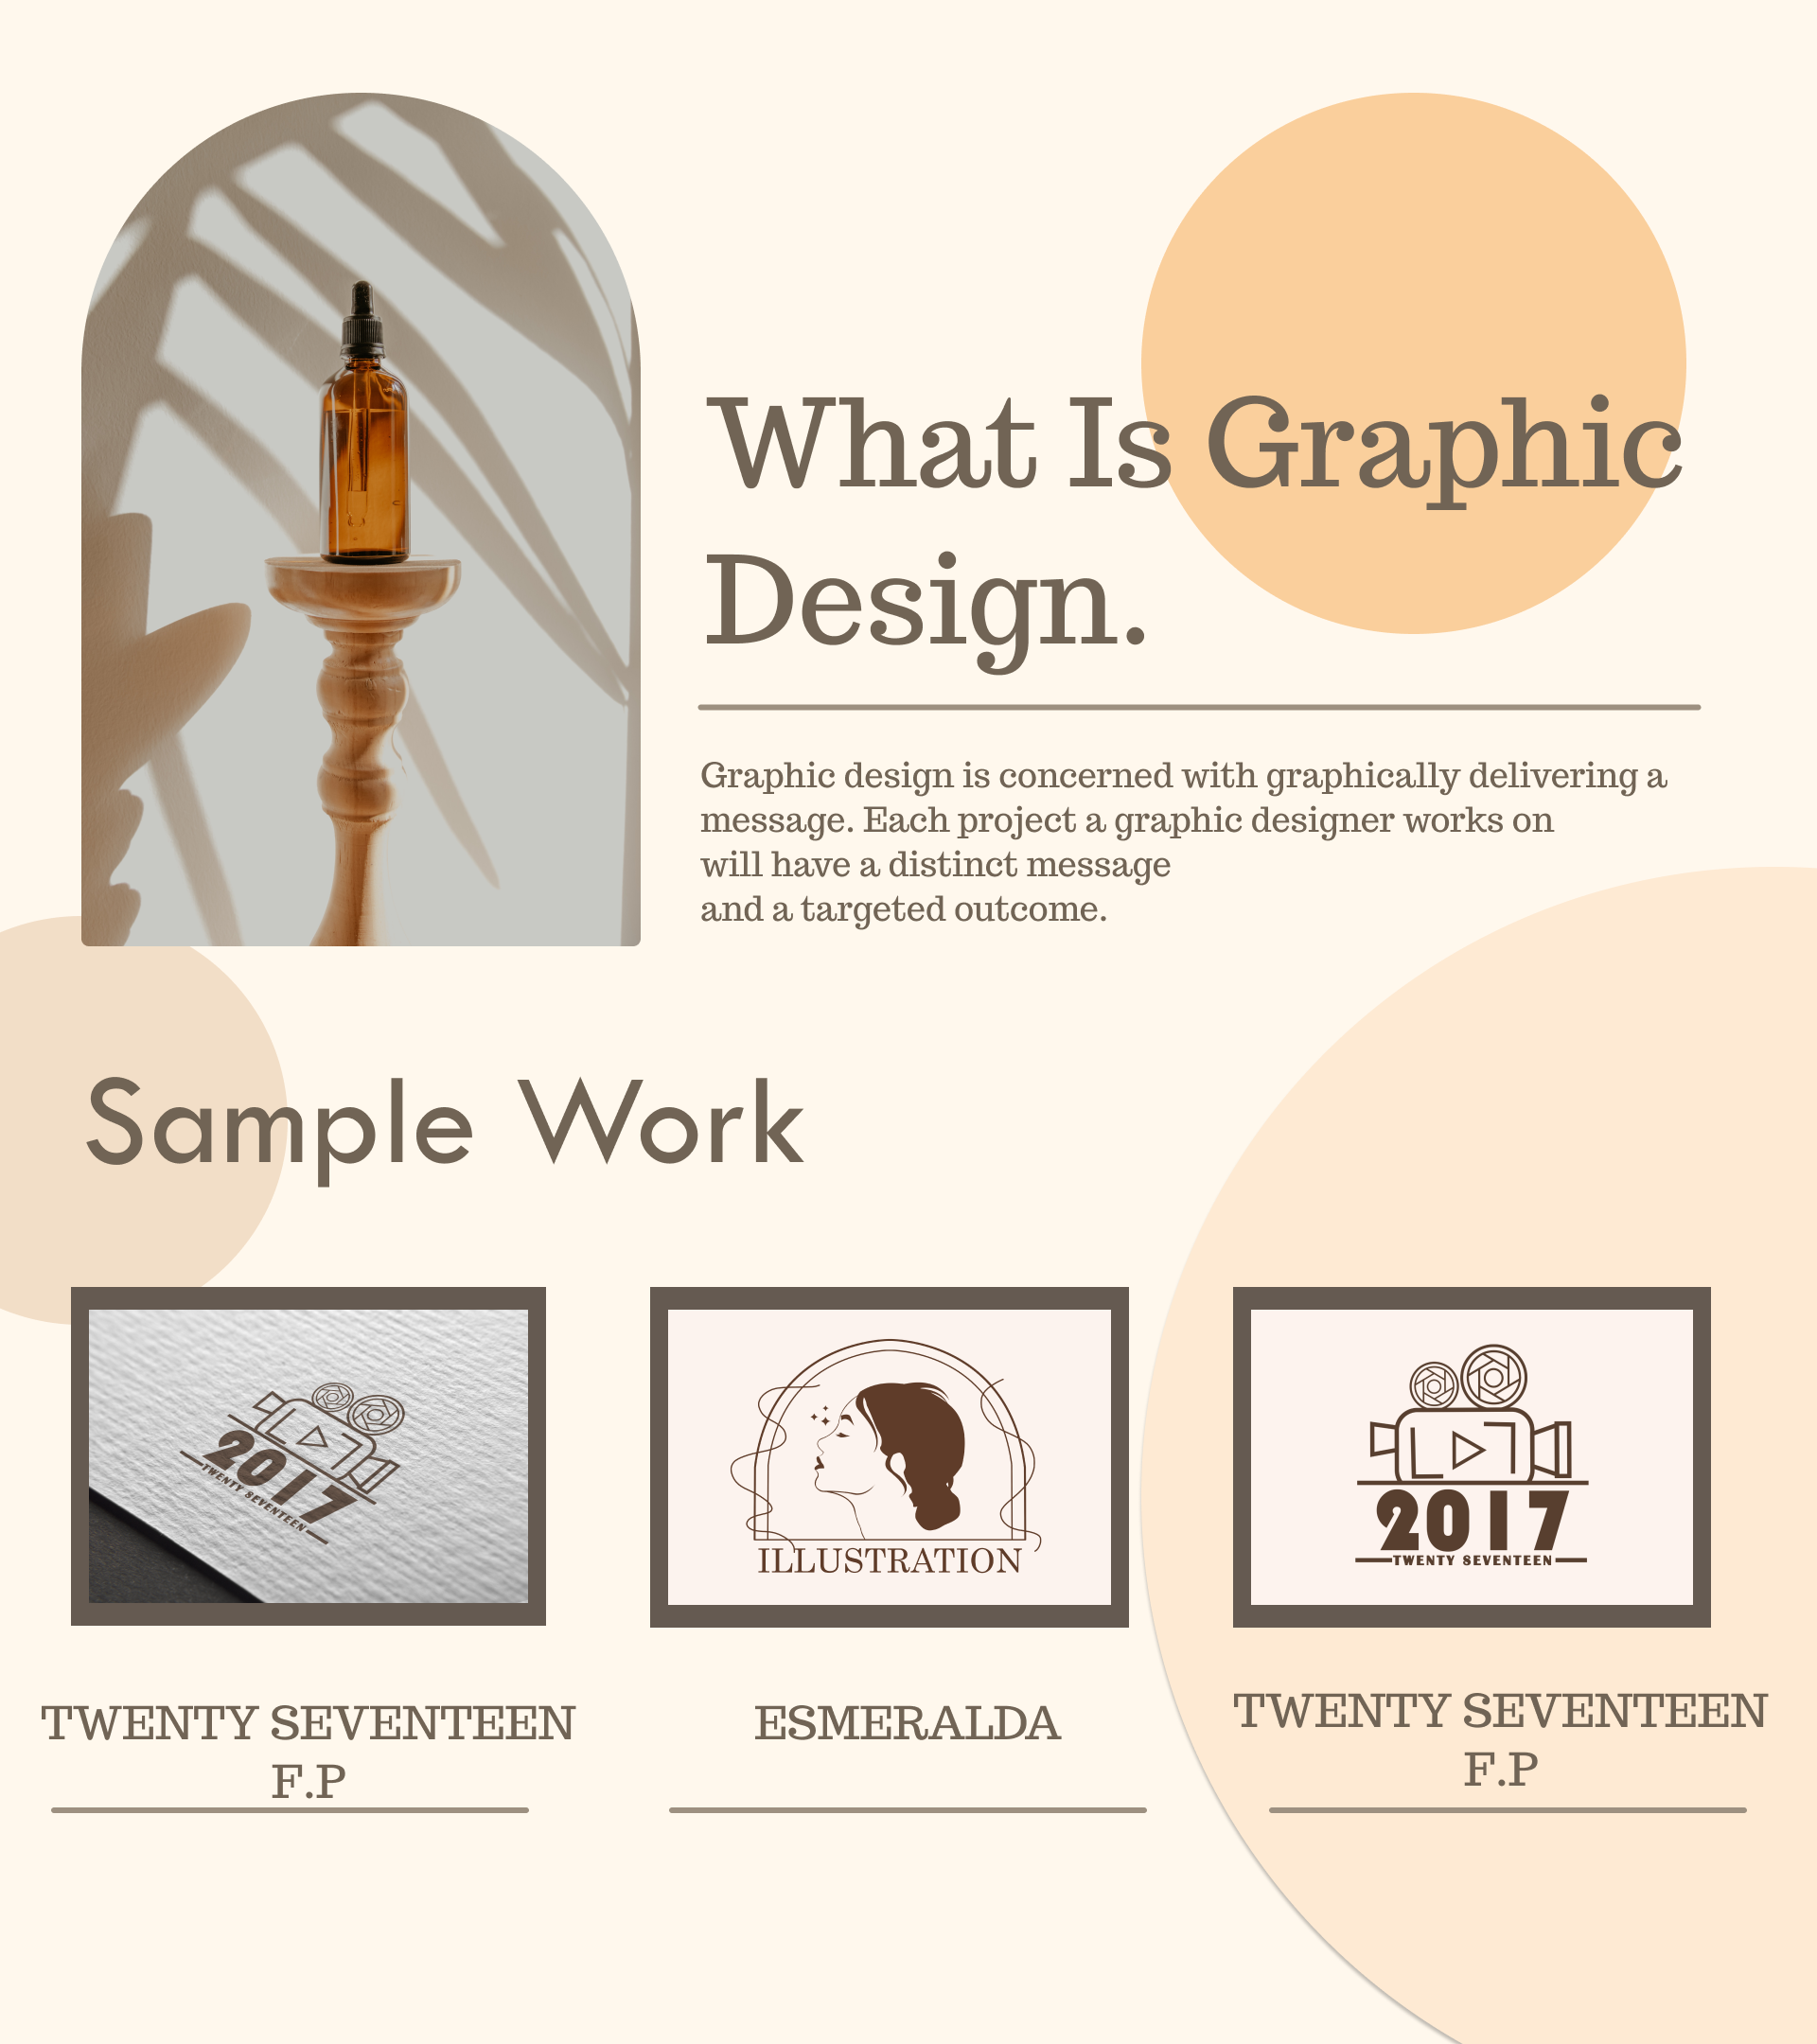 What Is Graphic
Design.
Graphic design is concerned with graphically delivering a
message. Each project a graphic designer works on
will have a distinct message
and a targeted outcome.
Sample Work
2017
TWENTY SEVENTEEN
ILLUSTRATION
2017
TWENTY SEVENTEEN
TWENTY SEVENTEEN
F.P
ESMERALDA
TWENTY SEVENTEEN
F.P